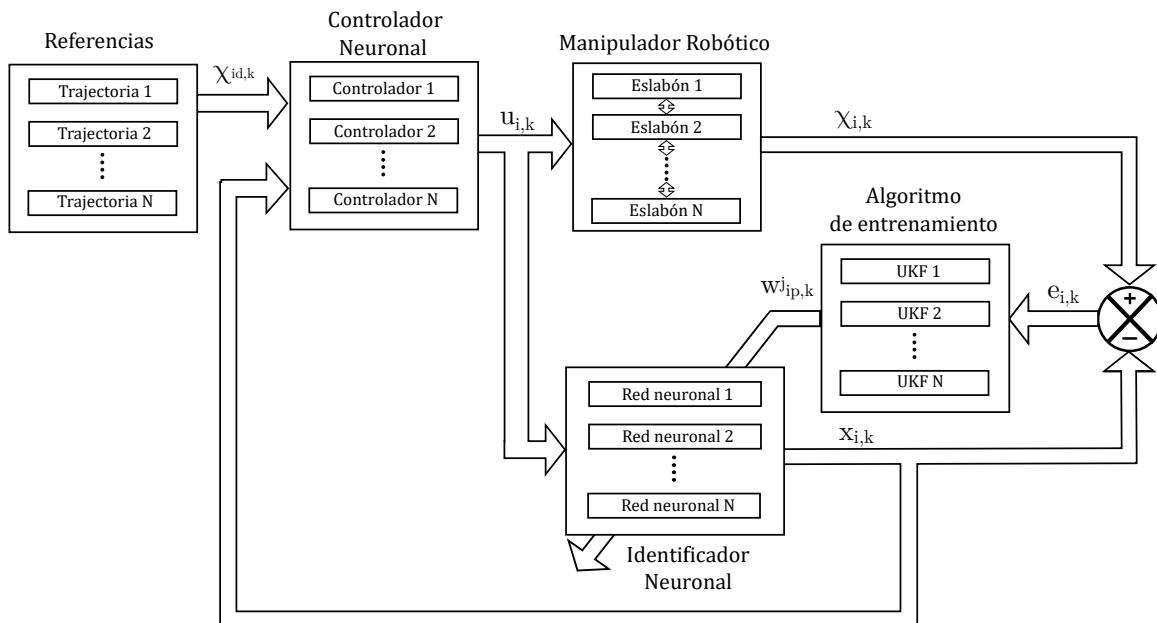 Referencias
Trajectoria 1
Trajectoria 2
Trajectoria N
χid,k
Controlador
Neuronal
Controlador 1
Controlador 2
Controlador N
ui,k
Manipulador Robótico
Eslabón 1
Eslabón 2
Eslabón N
χi,k
Algoritmo
de entrenamiento
UKF 1
UKF 2
UKF N
wjip,k
ei,k
+
−
Red neuronal 1
Red neuronal 2
Red neuronal N
xi,k
Identificador
Neuronal